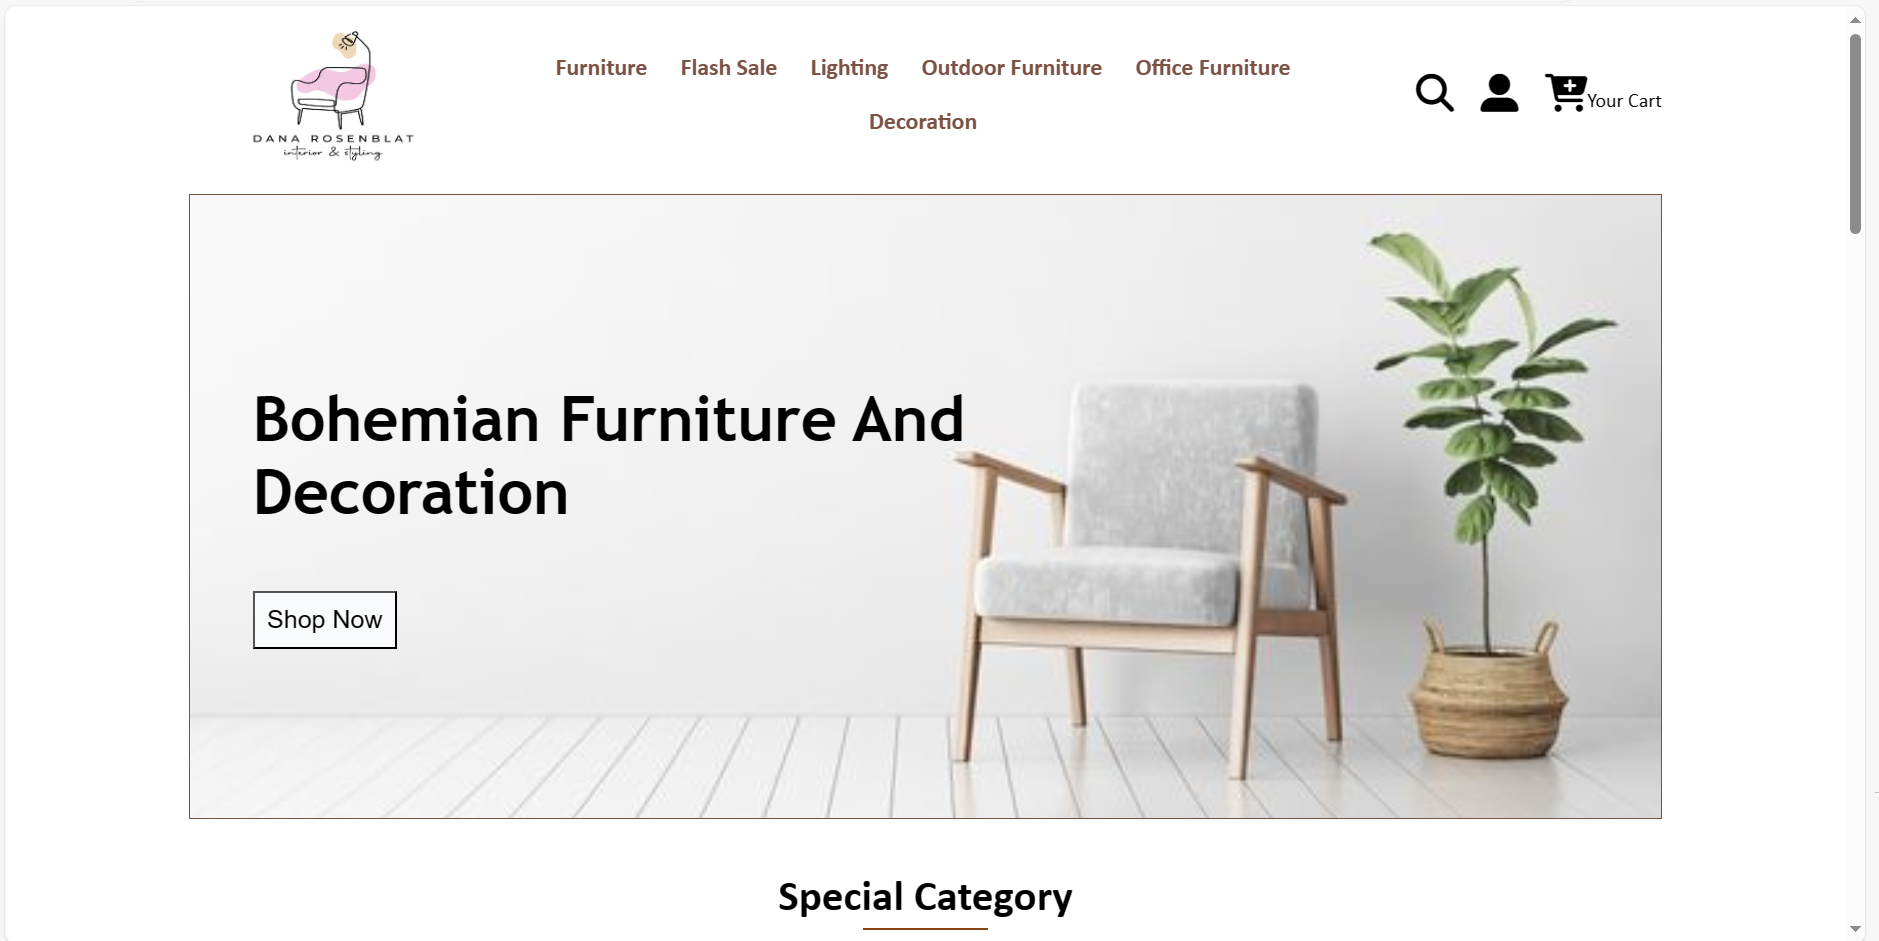 DANA ROSENBLAT
interior & styling
Furniture Flash Sale Lighting Outdoor Furniture Office Furniture
Decoration
Your Cart
Bohemian Furniture And
Decoration
Shop Now
Special Category